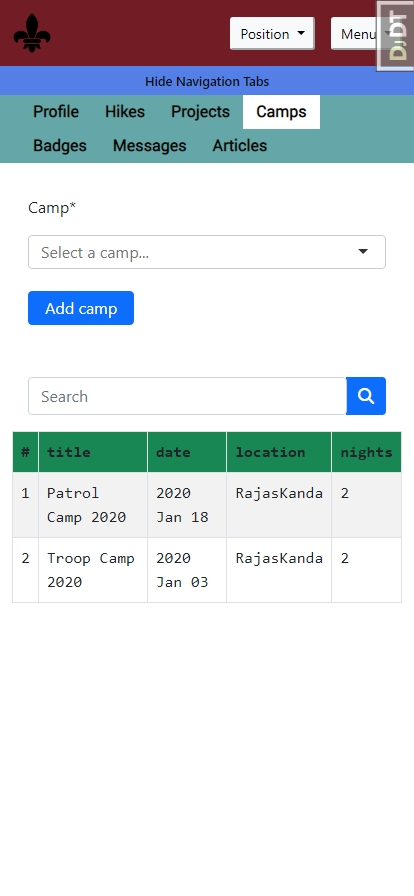 Position Menu DjDT
Hide Navigation Tabs
Profile Hikes Projects Camps
Badges Messages Articles
Camp*
Select a camp...
Add camp
Search
# title date location nights
1 Patrol Camp 2020 2020 Jan 18 RajasKanda 2
2 Troop Camp 2020 2020 Jan 03 RajasKanda 2